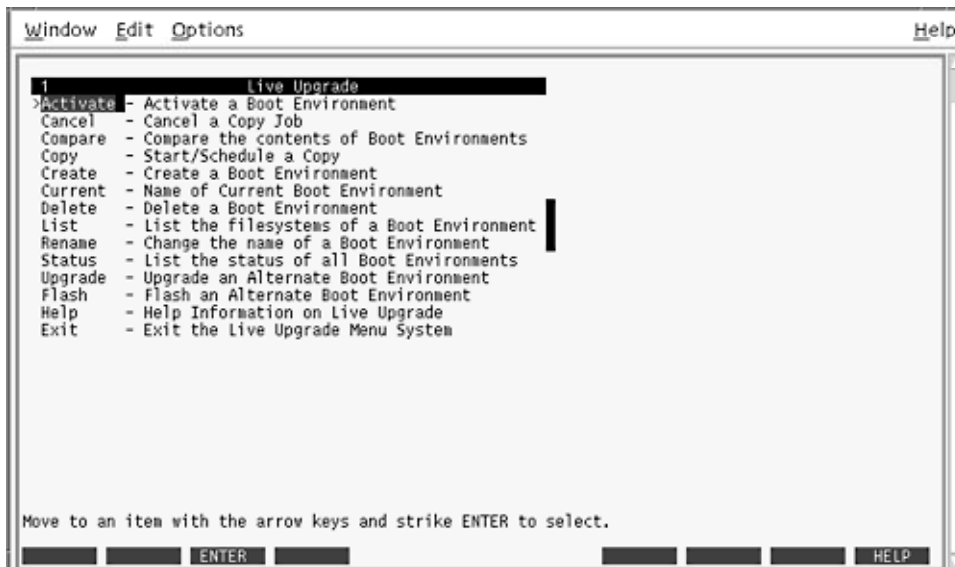 Window Edit Options Help
1 Live Upgrade
>Activate - Activate a Boot Environment
Cancel - Cancel a Copy Job
Compare - Compare the contents of Boot Environments
Copy - Start/Schedule a Copy
Create - Create a Boot Environment
Current - Name of Current Boot Environment
Delete - Delete a Boot Environment
List - List the filesystems of a Boot Environment
Rename - Change the name of a Boot Environment
Status - List the status of all Boot Environments
Upgrade - Upgrade an Alternate Boot Environment
Flash - Flash an Alternate Boot Environment
Help - Help Information on Live Upgrade
Exit - Exit the Live Upgrade Menu System
Move to an item with the arrow keys and strike ENTER to select.
ENTER HELP